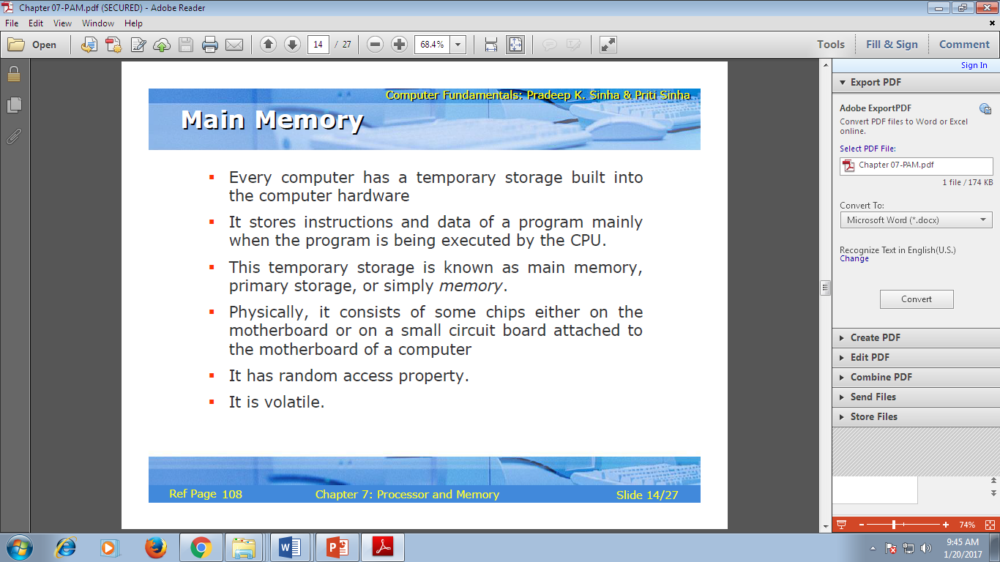 Chapter 07-PAM.pdf (SECURED) - Adobe Reader
File Edit View Window Help
Open 14 / 27 68.4% Tools Fill & Sign Comment
Sign In
Computer Fundamentals: Pradeep K. Sinha & Priti Sinha
Main Memory
▪ Every computer has a temporary storage built into
the computer hardware
▪ It stores instructions and data of a program mainly
when the program is being executed by the CPU.
▪ This temporary storage is known as main memory,
primary storage, or simply memory.
▪ Physically, it consists of some chips either on the
motherboard or on a small circuit board attached to
the motherboard of a computer
▪ It has random access property.
▪ It is volatile.
Ref Page 108 Chapter 7: Processor and Memory Slide 14/27
Export PDF
Adobe ExportPDF
Convert PDF files to Word or Excel
online.
Select PDF File:
Chapter 07-PAM.pdf
1 file / 174 KB
Convert To:
Microsoft Word (*.docx)
Recognize Text in English(U.S.)
Change
Convert
Create PDF
Edit PDF
Combine PDF
Send Files
Store Files
74%
9:45 AM
1/20/2017